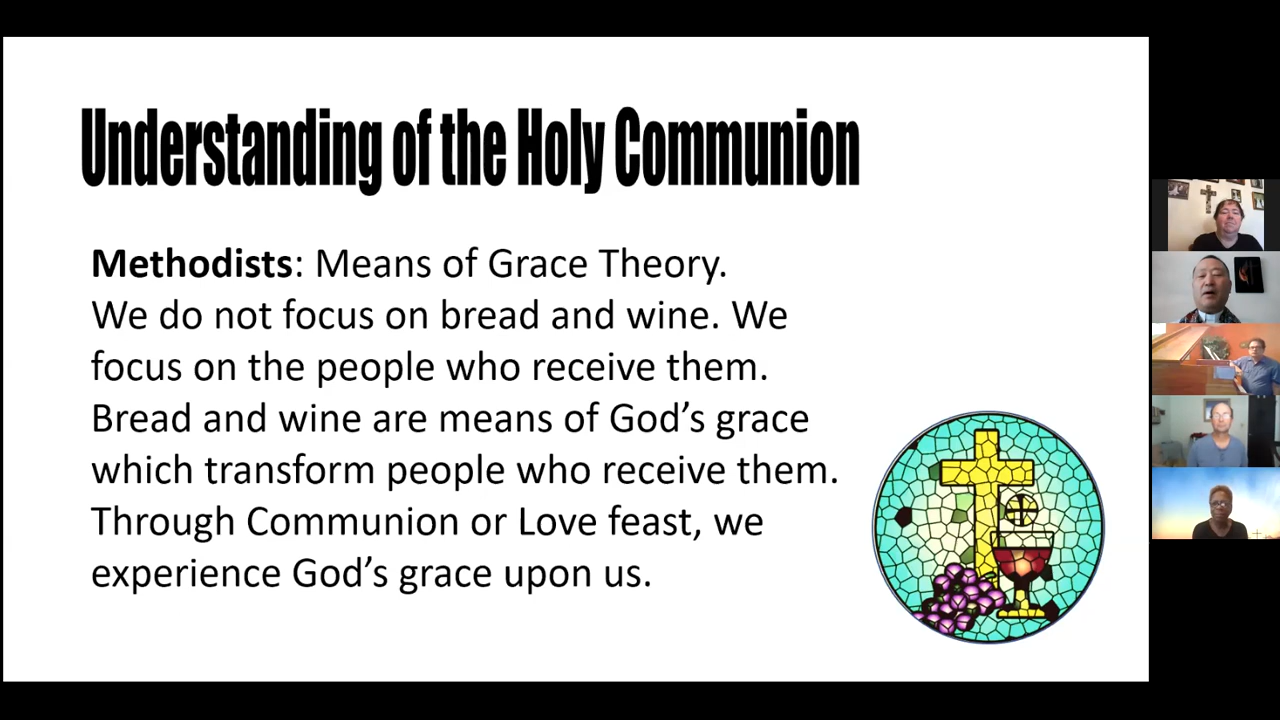 Understanding of the Holy Communion
Methodists: Means of Grace Theory.
We do not focus on bread and wine. We
focus on the people who receive them.
Bread and wine are means of God’s grace
which transform people who receive them.
Through Communion or Love feast, we
experience God’s grace upon us.